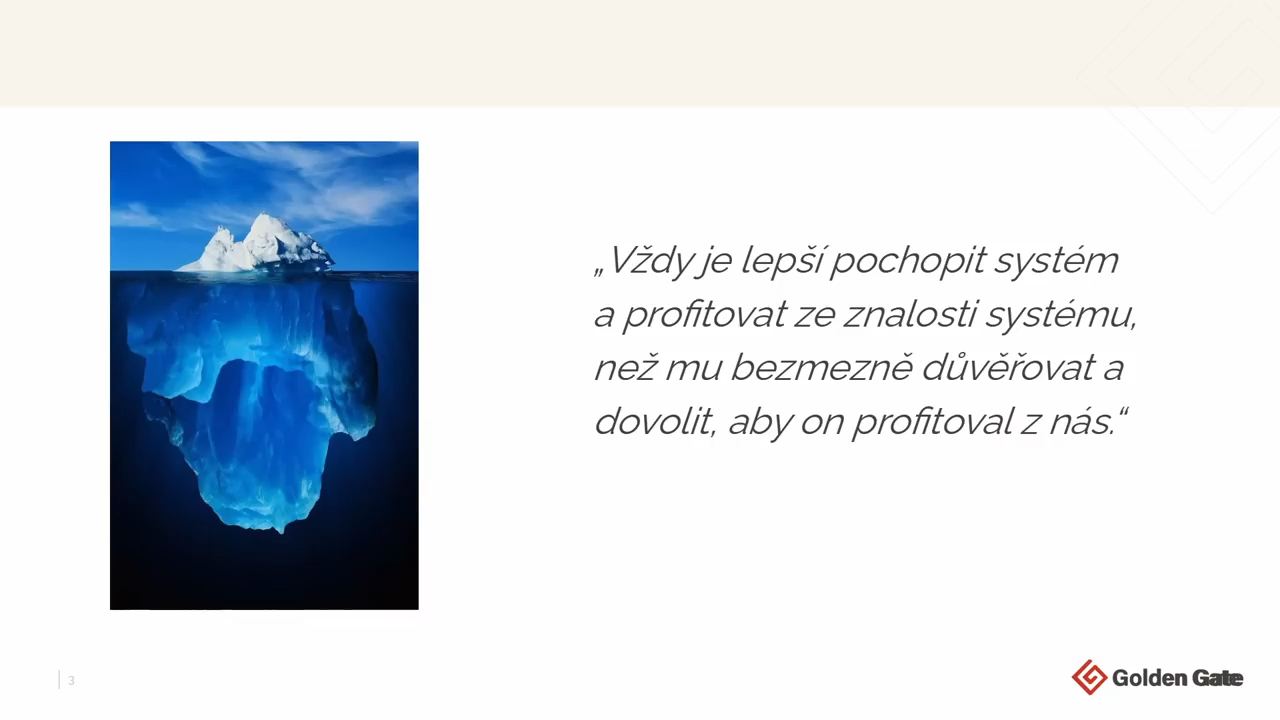 „Vždy je lepší pochopit systém
a profitovat ze znalosti systému,
než mu bezmezně důvěřovat a
dovolit, aby on profitoval z nás.“
3
Golden Gate